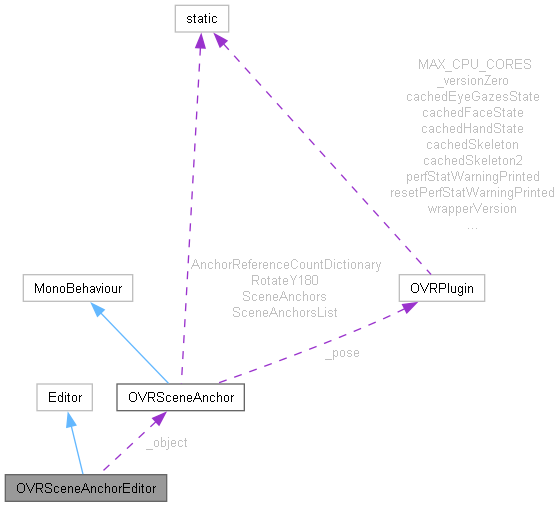 static
MAX_CPU_CORES
_versionZero
cachedEyeGazesState
cachedFaceState
cachedHandState
cachedSkeleton
cachedSkeleton2
perfStatWarningPrinted
resetPerfStatWarningPrinted
wrapperVersion
...
AnchorReferenceCountDictionary
RotateY180
SceneAnchors
SceneAnchorsList
MonoBehaviour
OVRPlugin
_pose
Editor
OVRSceneAnchor
_object
OVRSceneAnchorEditor